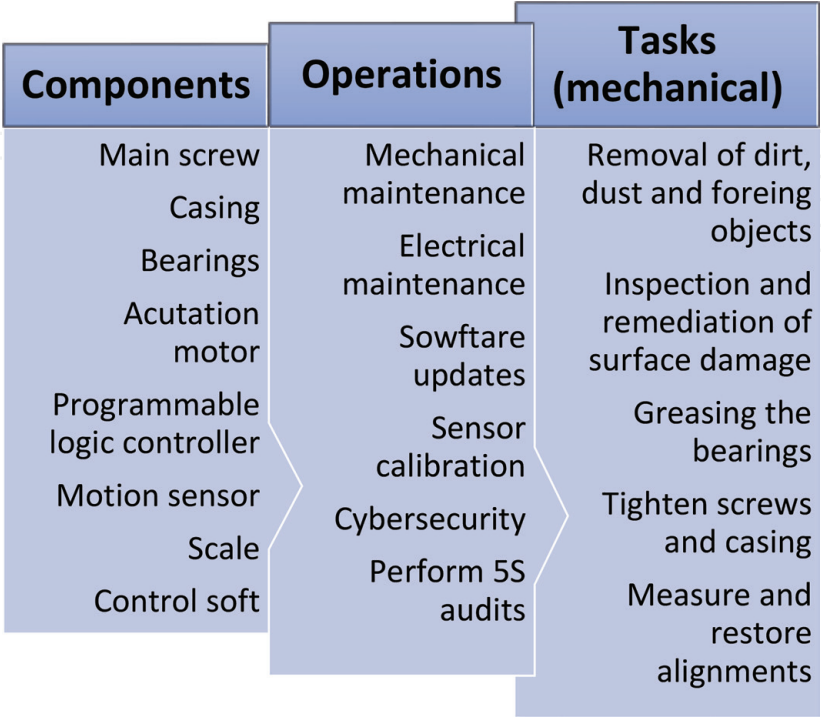 Components
Main screw
Casing
Bearings
Acutation
motor
Programmable
logic controller
Motion sensor
Scale
Control soft
Operations
Mechanical
maintenance
Electrical
maintenance
Sowftare
updates
Sensor
calibration
Cybersecurity
Perform 5S
audits
Tasks
(mechanical)
Removal of dirt,
dust and foreing
objects
Inspection and
remediation of
surface damage
Greasing the
bearings
Tighten screws
and casing
Measure and
restore
alignments